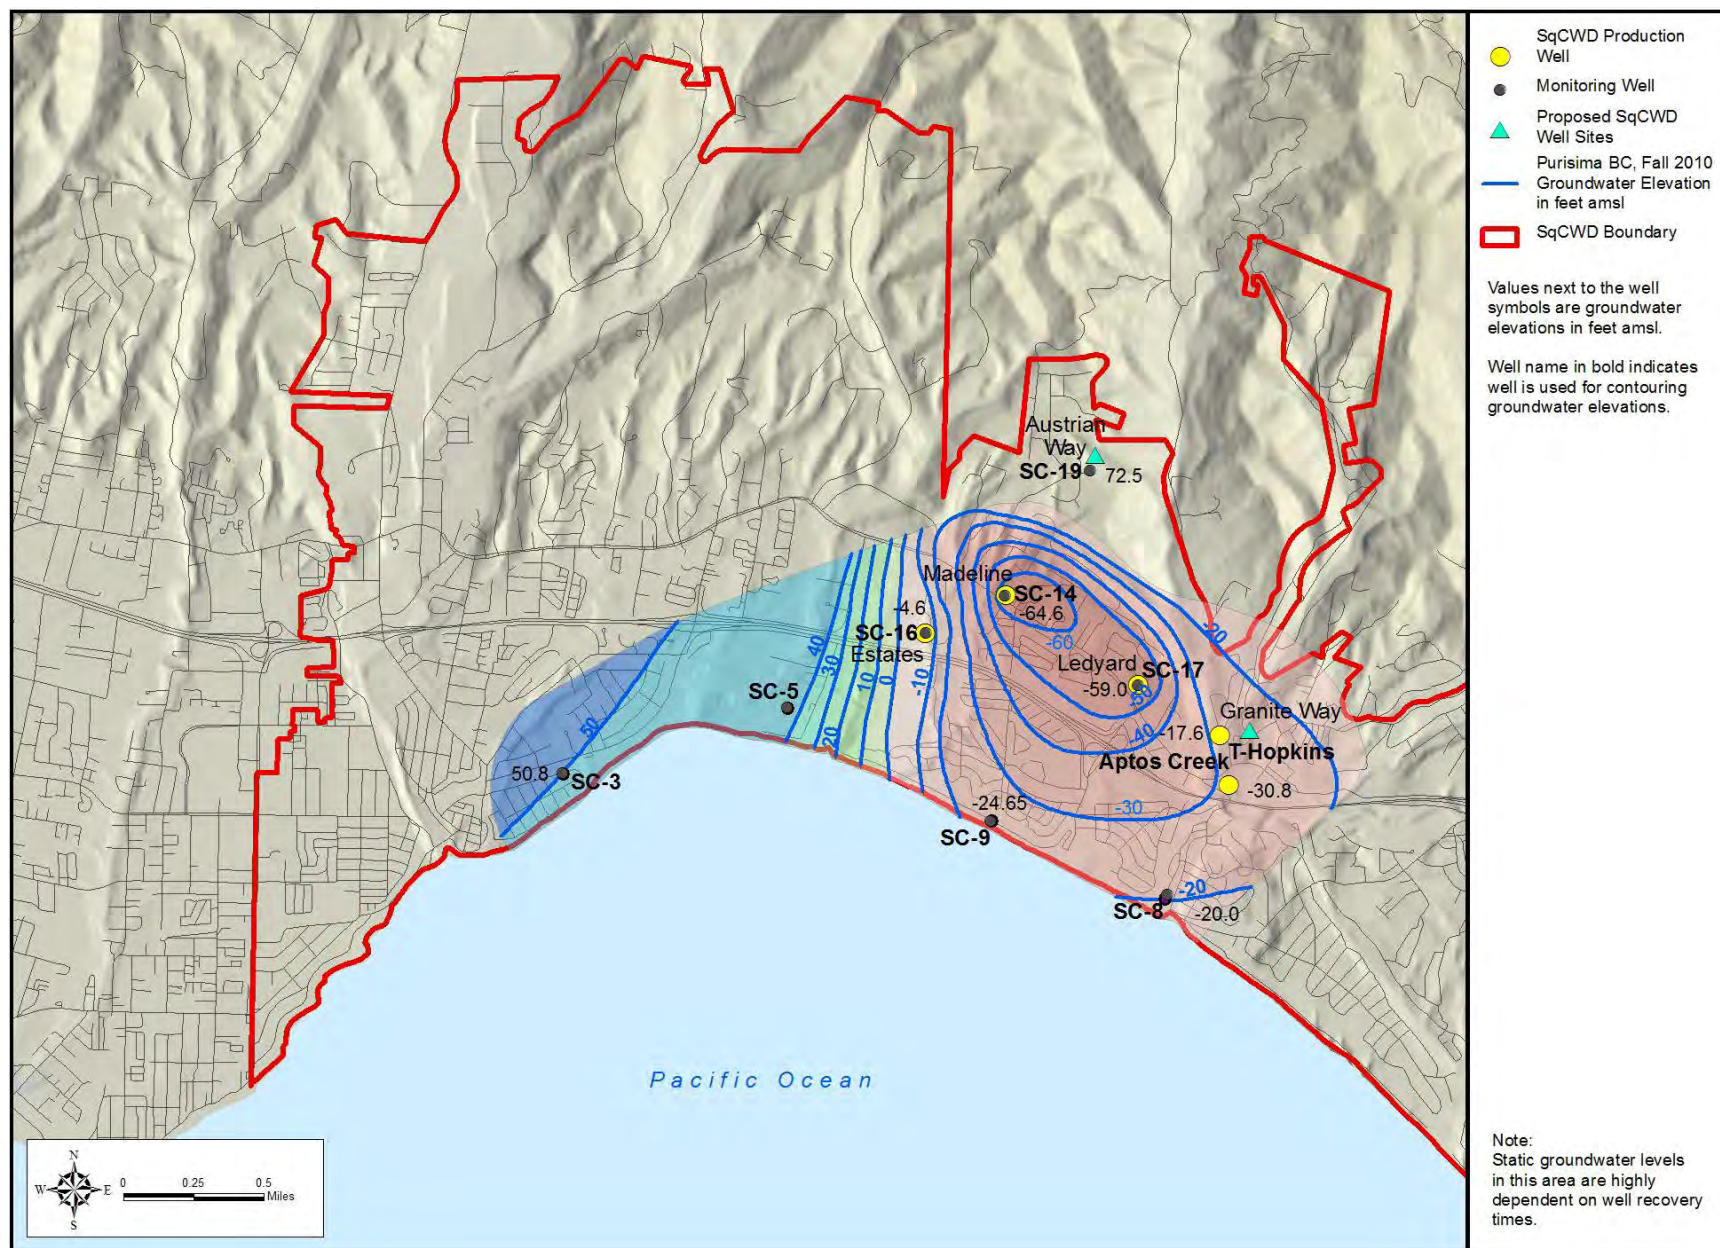 SqCWD Production
Well
Monitoring Well
Proposed SqCWD
Well Sites
Purisima BC, Fall 2010
Groundwater Elevation
in feet amsl
SqCWD Boundary
Values next to the well
symbols are groundwater
elevations in feet amsl.
Well name in bold indicates
well is used for contouring
groundwater elevations.
Austrian
Way
SC-19
72.5
Madeline
SC-14
-64.6
-60
-4.6
SC-16
Estates
40
30
20
10
0
-10
-20
Ledyard
SC-17
-59.0
-50
-40
-30
SC-5
Granite Way
-17.6
T-Hopkins
Aptos Creek
-30.8
50
50.8
SC-3
-24.65
SC-9
-20
SC-8
-20.0
Pacific Ocean
N
W
E
S
0
0.25
0.5
Miles
Note:
Static groundwater levels
in this area are highly
dependent on well recovery
times.